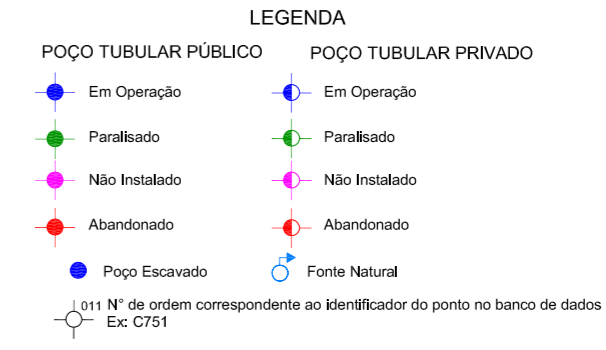 LEGENDA
POÇO TUBULAR PÚBLICO POÇO TUBULAR PRIVADO
Em Operação Em Operação
Paralisado Paralisado
Não Instalado Não Instalado
Abandonado Abandonado
Poço Escavado Fonte Natural
011 N° de ordem correspondente ao identificador do ponto no banco de dados
Ex: C751